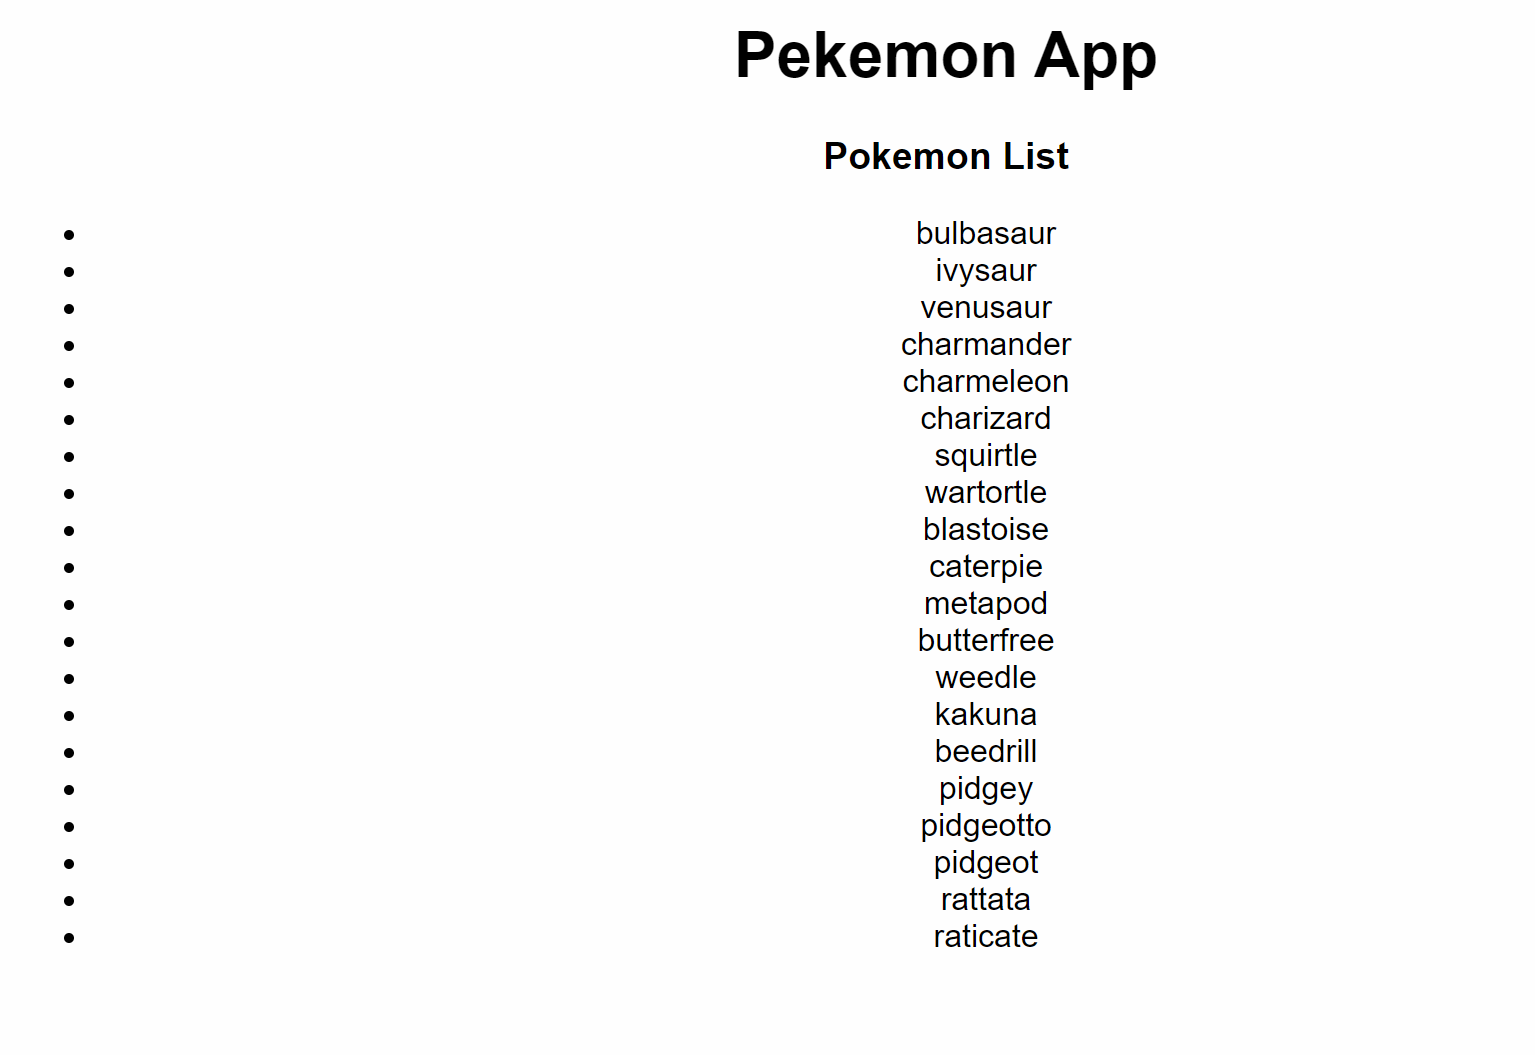 Pekemon App
Pokemon List
bulbasaur
ivysaur
venusaur
charmander
charmeleon
charizard
squirtle
wartortle
blastoise
caterpie
metapod
butterfree
weedle
kakuna
beedrill
pidgey
pidgeotto
pidgeot
rattata
raticate